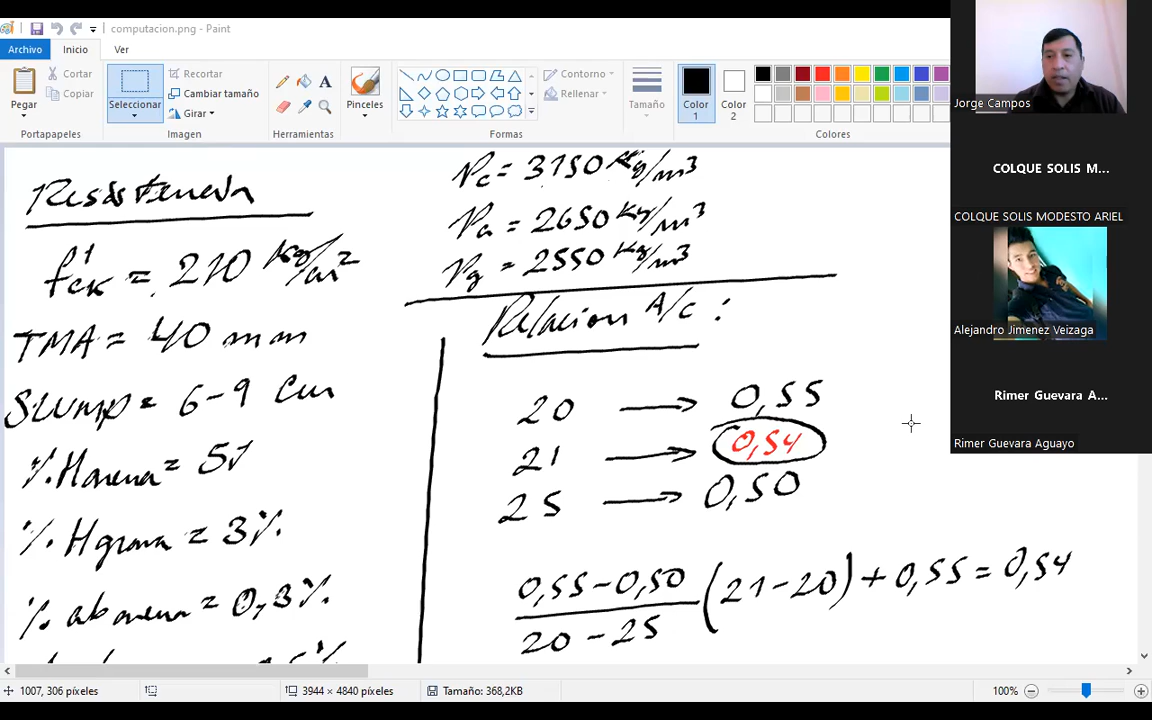 computacion.png - Paint
Archivo Inicio Ver
Pegar
Cortar
Copiar
Portapapeles
Seleccionar
Recortar
Cambiar tamaño
Girar
Imagen
Herramientas
Pinceles
Formas
Contorno
Rellenar
Tamaño
Color 1
Color 2
Colores
Jorge Campos
COLQUE SOLIS M...
COLQUE SOLIS MODESTO ARIEL
Alejandro Jimenez Veizaga
Rimer Guevara A...
Rimer Guevara Aguayo
Resistencia
f'ck = 210 Kg/cm²
TMA = 40 mm
SLUMP = 6-9 Cm
% Harena = 5%
% Hgrava = 3%
% ab arena = 0,3%
ρc = 3150 Kg/m³
ρa = 2650 Kg/m³
ρg = 2550 Kg/m³
Relacion A/c :
20 → 0,55
21 → 0,54
25 → 0,50
0,55-0,50
20-25
(21-20) + 0,55 = 0,54
1007, 306 píxeles
3944 × 4840 píxeles
Tamaño: 368,2KB
100%